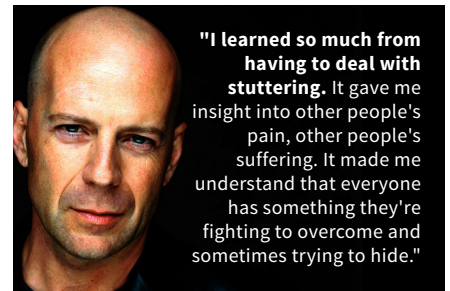 "I learned so much from
having to deal with
stuttering. It gave me
insight into other people's
pain, other people's
suffering. It made me
understand that everyone
has something they're
fighting to overcome and
sometimes trying to hide."